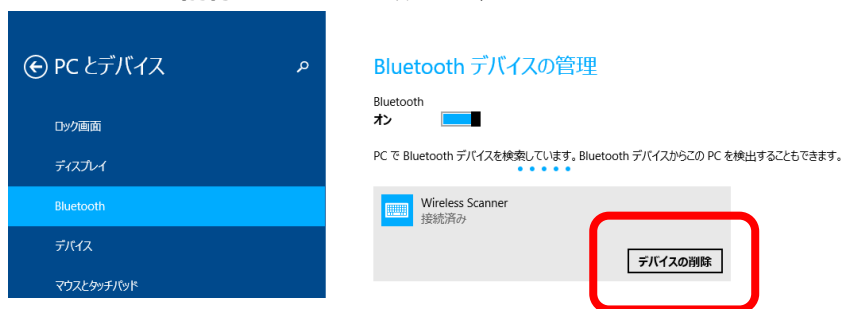 PC とデバイス
ロック画面
ディスプレイ
Bluetooth
デバイス
マウスとタッチパッド
Bluetooth デバイスの管理
Bluetooth
オン
PC で Bluetooth デバイスを検索しています。Bluetooth デバイスからこの PC を検出することもできます。
Wireless Scanner
接続済み
デバイスの削除